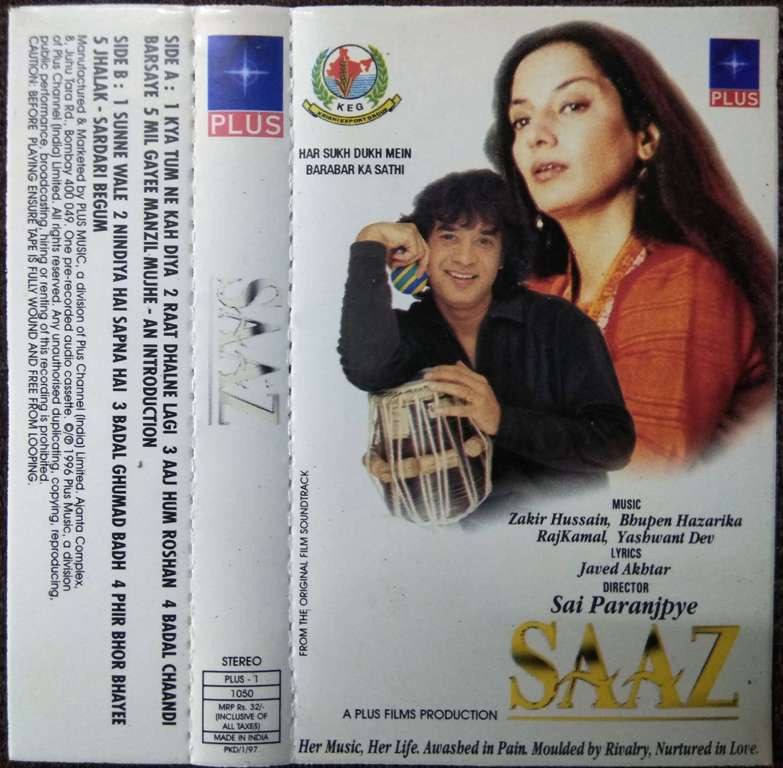 SIDE A : 1 KYA TUM NE KAH DIYA 2 RAAT DHALNE LAGI 3 AAJ HUM ROSHAN 4 BADAL CHAANDI
BARSAYE 5 MIL GAYEE MANZIL MUJHE - AN INTRODUCTION
SIDE B : 1 SUNNE WALE 2 NINDIYA HAI SAPNA HAI 3 BADAL GHUMAD BADH 4 PHIR BHOR BHAYEE
5 JHALAK - SARDARI BEGUM
Manufactured & Marketed by PLUS MUSIC, a division of Plus Channel (India) Limited. Ajanta Complex,
8, Juhu Tara Rd., Bombay 400 049. One pre-recorded audio cassette. ©℗ 1996 Plus Music, a division
of Plus Channel (India) Limited. All rights reserved. Any unauthorised duplicating, copying, reproducing,
public performance, broadcasting, hiring or renting of this recording is prohibited.
CAUTION: BEFORE PLAYING ENSURE TAPE IS FULLY WOUND AND FREE FROM LOOPING.
PLUS
SAAZ
STEREO
PLUS - 1
1050
MRP Rs. 32/-
(INCLUSIVE OF
ALL TAXES)
MADE IN INDIA
PKD/1/97
KEG
HAR SUKH DUKH MEIN
BARABAR KA SATHI
PLUS
FROM THE ORIGINAL FILM SOUNDTRACK
MUSIC
Zakir Hussain, Bhupen Hazarika
RajKamal, Yashwant Dev
LYRICS
Javed Akhtar
DIRECTOR
Sai Paranjpye
SAAZ
A PLUS FILMS PRODUCTION
Her Music, Her Life. Awashed in Pain. Moulded by Rivalry, Nurtured in Love.